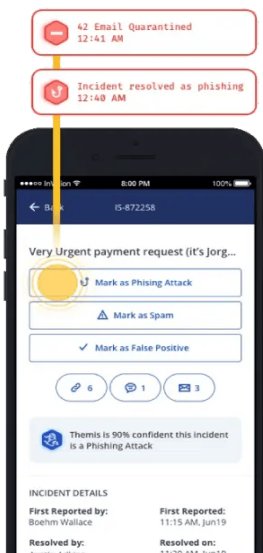 42 Email Quarantined
12:41 AM
Incident resolved as phishing
12:40 AM
8:00 PM
100%
IS-872258
Very Urgent payment request (it's Jorg...
Mark as Phising Attack
Mark as Spam
Mark as False Positive
6
1
3
Themis is 90% confident this incident
is a Phishing Attack
INCIDENT DETAILS
First Reported by:
First Reported:
Boehm Wallace
11:15 AM, Jun19
Resolved by:
Resolved on: